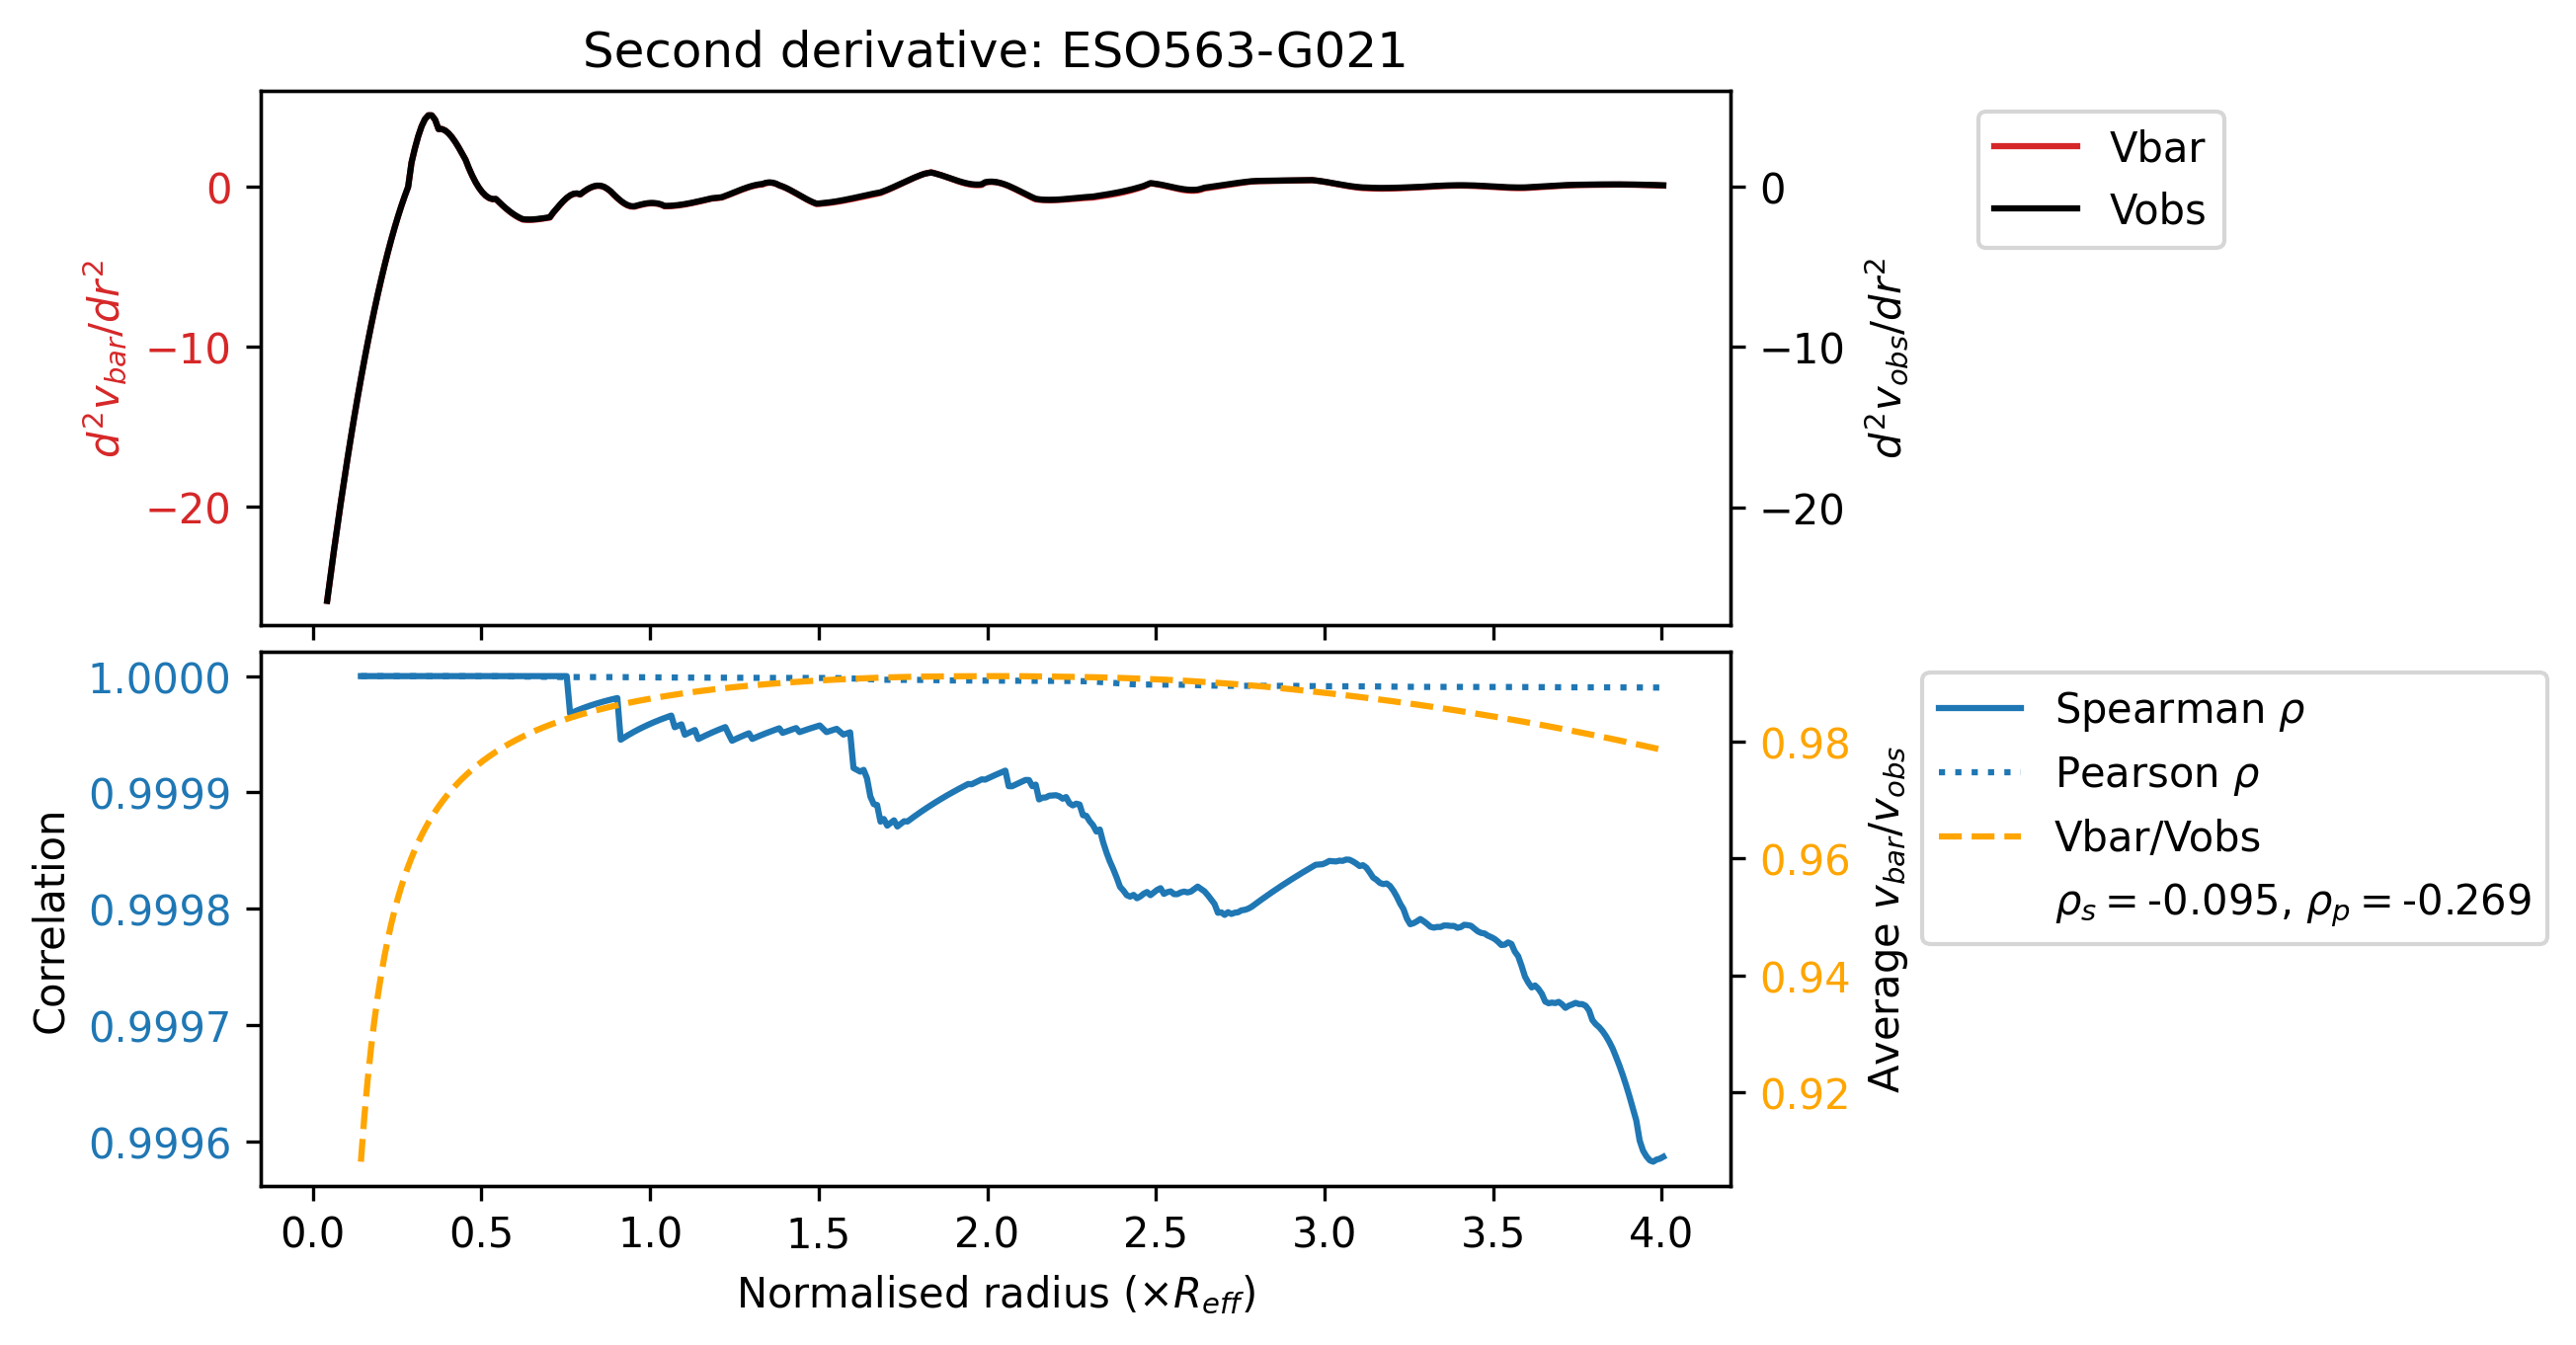 Second derivative: ESO563-G021
d²v_bar/dr²
0
−10
−20
0
−10
−20
d²v_obs/dr²
Vbar
Vobs
Correlation
1.0000
0.9999
0.9998
0.9997
0.9996
0.98
0.96
0.94
0.92
Average v_bar/v_obs
Spearman ρ
Pearson ρ
Vbar/Vobs
ρ_s = -0.095, ρ_p = -0.269
0.0 0.5 1.0 1.5 2.0 2.5 3.0 3.5 4.0
Normalised radius (×R_eff)